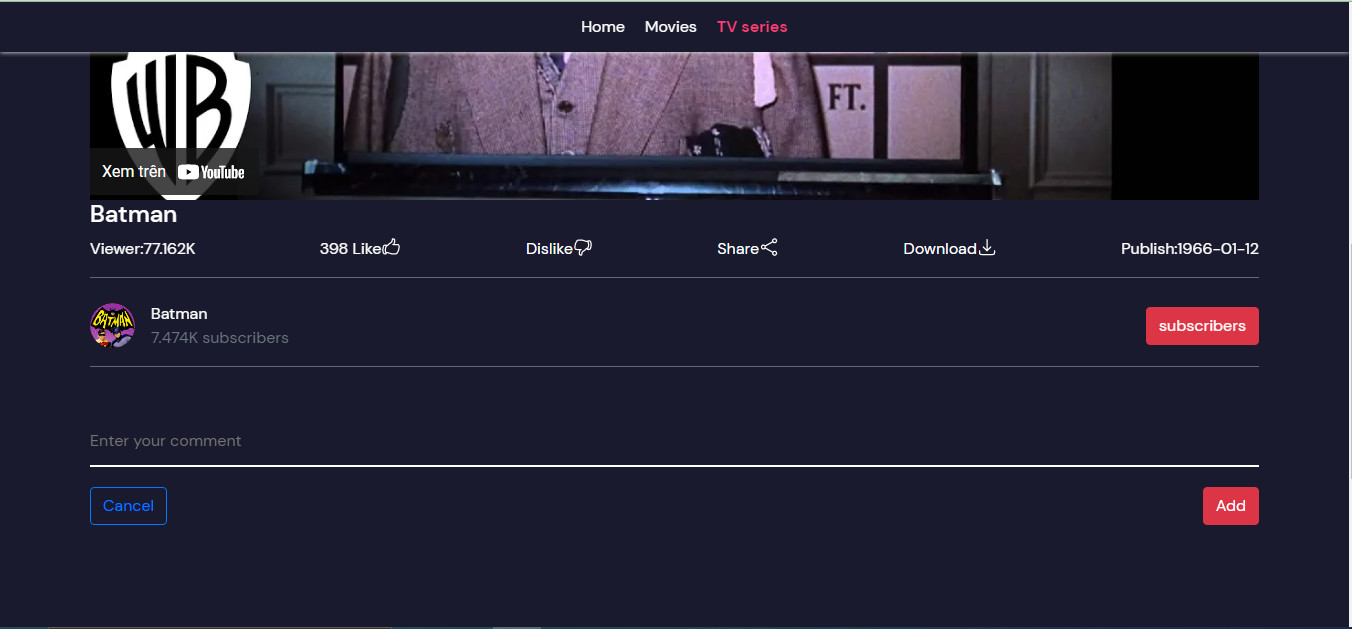 Home Movies TV series
WB
FT.
Xem trên YouTube
Batman
Viewer:77.162K 398 Like Dislike Share Download Publish:1966-01-12
BATMAN
Batman
7.474K subscribers
subscribers
Enter your comment
Cancel Add